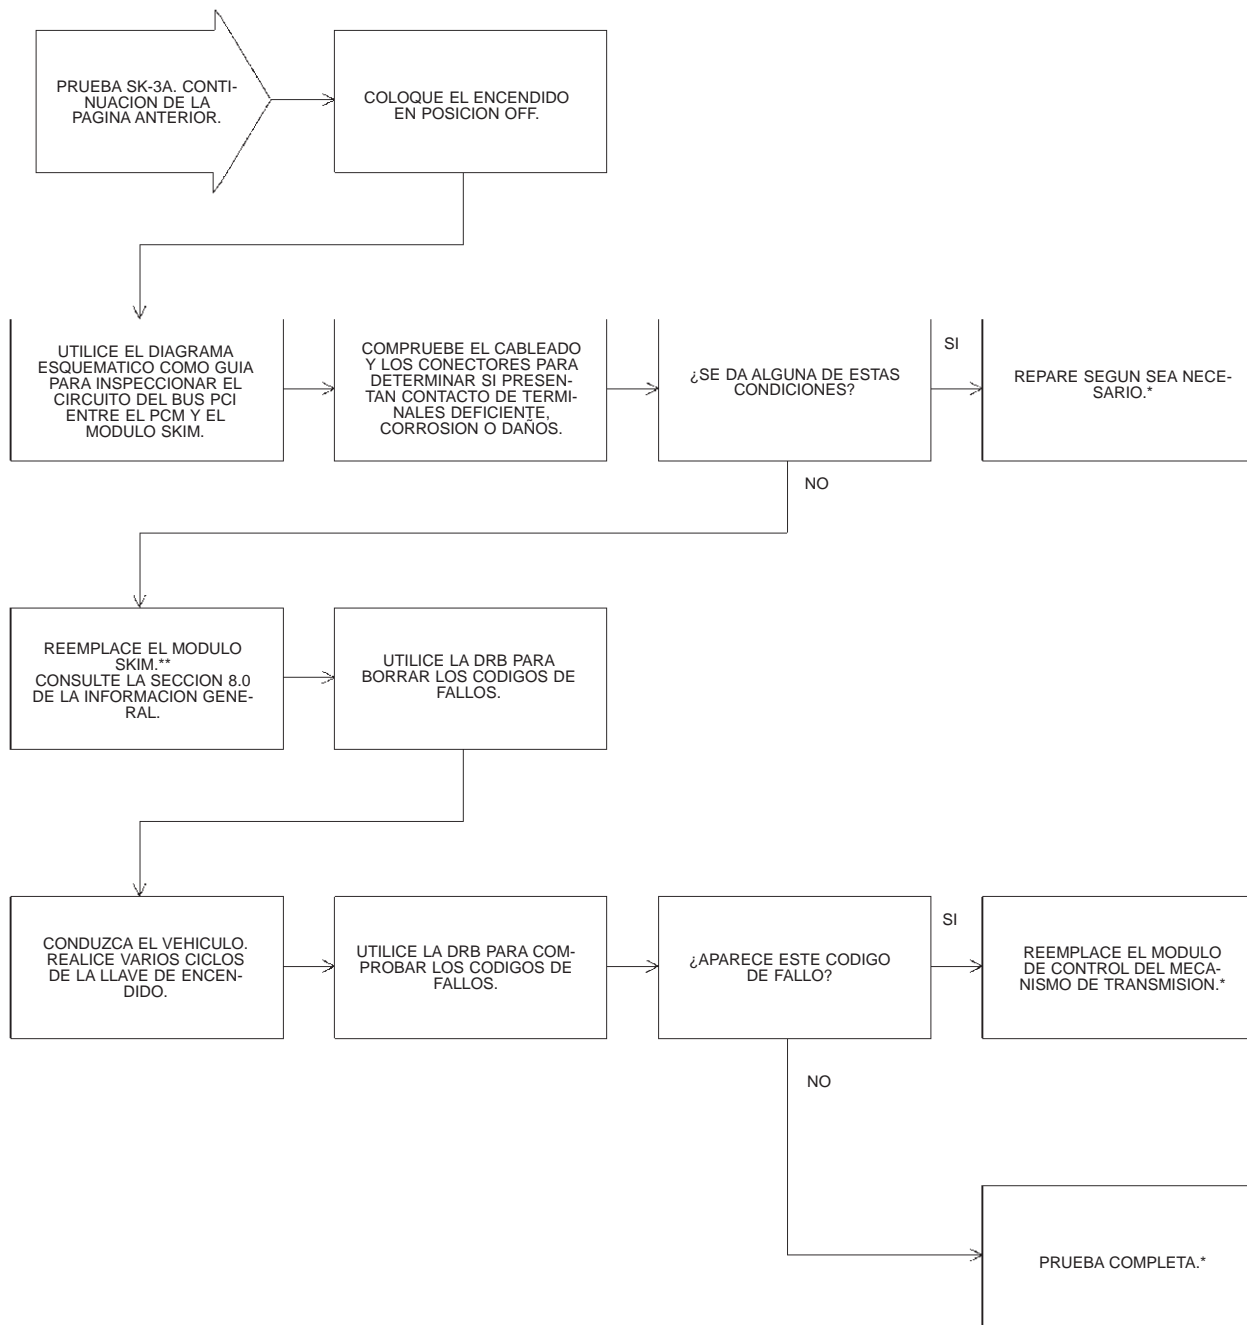 PRUEBA SK-3A. CONTI-
NUACION DE LA
PAGINA ANTERIOR.
COLOQUE EL ENCENDIDO
EN POSICION OFF.
UTILICE EL DIAGRAMA
ESQUEMATICO COMO GUIA
PARA INSPECCIONAR EL
CIRCUITO DEL BUS PCI
ENTRE EL PCM Y EL
MODULO SKIM.
COMPRUEBE EL CABLEADO
Y LOS CONECTORES PARA
DETERMINAR SI PRESEN-
TAN CONTACTO DE TERMI-
NALES DEFICIENTE,
CORROSION O DAÑOS.
¿SE DA ALGUNA DE ESTAS
CONDICIONES?
SI
REPARE SEGUN SEA NECE-
SARIO.*
NO
REEMPLACE EL MODULO
SKIM.**
CONSULTE LA SECCION 8.0
DE LA INFORMACION GENE-
RAL.
UTILICE LA DRB PARA
BORRAR LOS CODIGOS DE
FALLOS.
CONDUZCA EL VEHICULO.
REALICE VARIOS CICLOS
DE LA LLAVE DE ENCEN-
DIDO.
UTILICE LA DRB PARA COM-
PROBAR LOS CODIGOS DE
FALLOS.
¿APARECE ESTE CODIGO
DE FALLO?
SI
REEMPLACE EL MODULO
DE CONTROL DEL MECA-
NISMO DE TRANSMISION.*
NO
PRUEBA COMPLETA.*